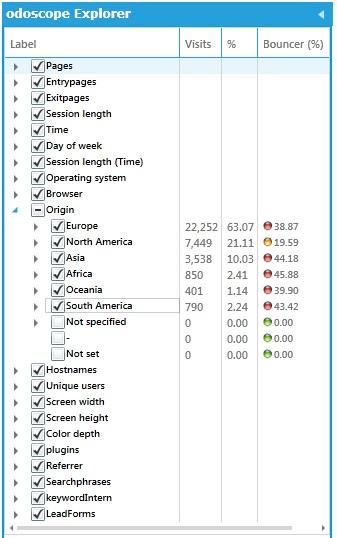 odoscope Explorer
Label Visits % Bouncer (%)
Pages
Entrypages
Exitpages
Session length
Time
Day of week
Session length (Time)
Operating system
Browser
Origin
Europe 22,252 63.07 38.87
North America 7,449 21.11 19.59
Asia 3,538 10.03 44.18
Africa 850 2.41 45.88
Oceania 401 1.14 39.90
South America 790 2.24 43.42
Not specified 0 0.00 0.00
- 0 0.00 0.00
Not set 0 0.00 0.00
Hostnames
Unique users
Screen width
Screen height
Color depth
plugins
Referrer
Searchphrases
keywordIntern
LeadForms